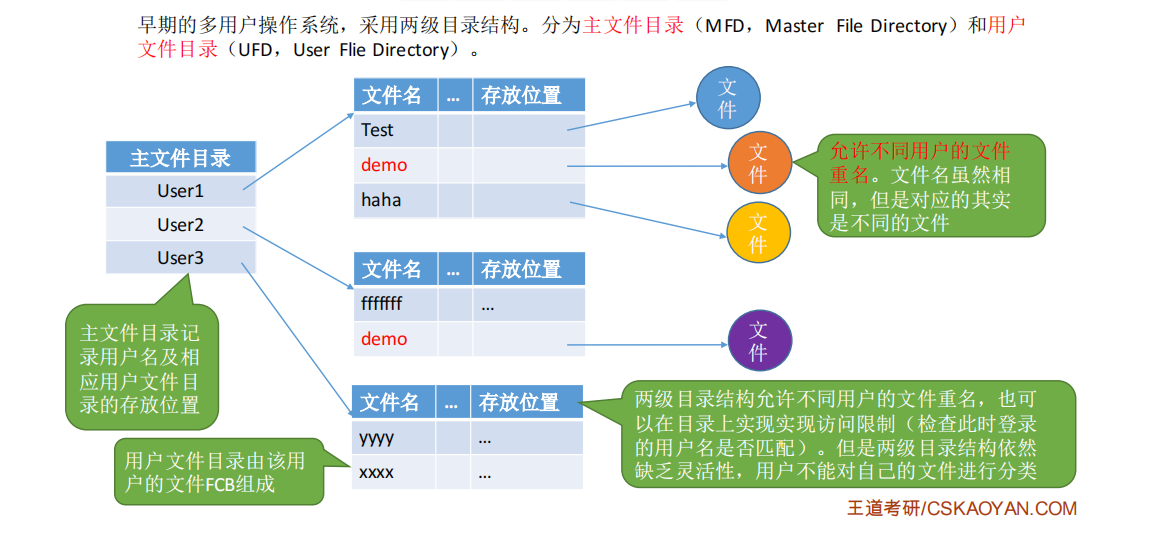 早期的多用户操作系统，采用两级目录结构。分为主文件目录（MFD，Master File Directory）和用户
文件目录（UFD，User Flie Directory）。
主文件目录
User1
User2
User3
文件名 ... 存放位置
Test
demo
haha
文件名 ... 存放位置
fffffff ...
demo
文件名 ... 存放位置
yyyy ...
xxxx ...
文
件
文
件
文
件
文
件
允许不同用户的文件
重名。文件名虽然相
同，但是对应的其实
是不同的文件
主文件目录记
录用户名及相
应用户文件目
录的存放位置
用户文件目录由该用
户的文件FCB组成
两级目录结构允许不同用户的文件重名，也可
以在目录上实现实现访问限制（检查此时登录
的用户名是否匹配）。但是两级目录结构依然
缺乏灵活性，用户不能对自己的文件进行分类
王道考研/CSKAOYAN.COM